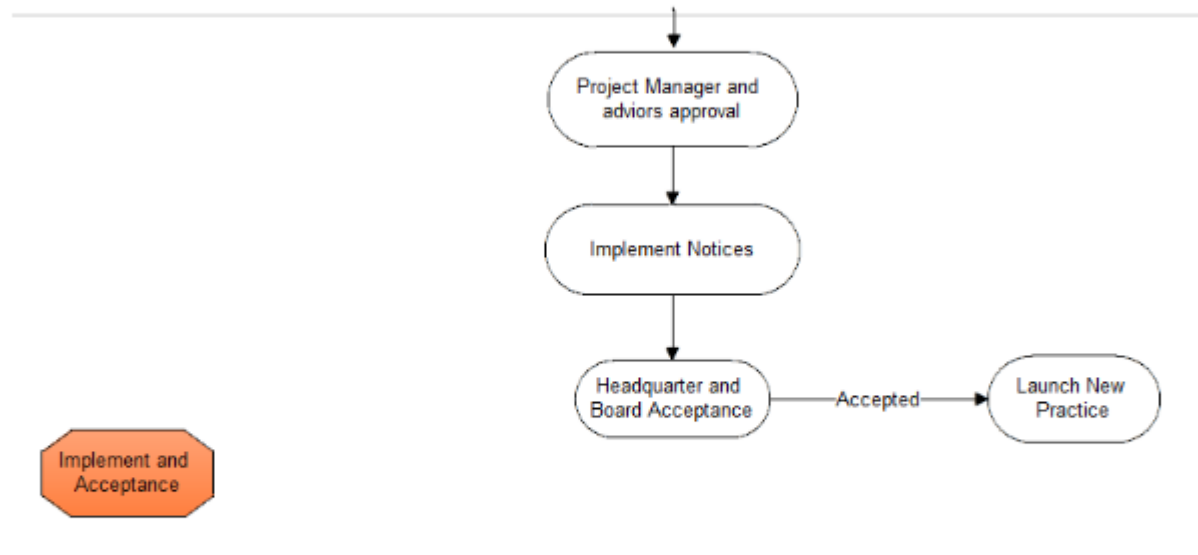 Project Manager and
adviors approval
Implement Notices
Headquarter and
Board Acceptance
Accepted
Launch New
Practice
Implement and
Acceptance